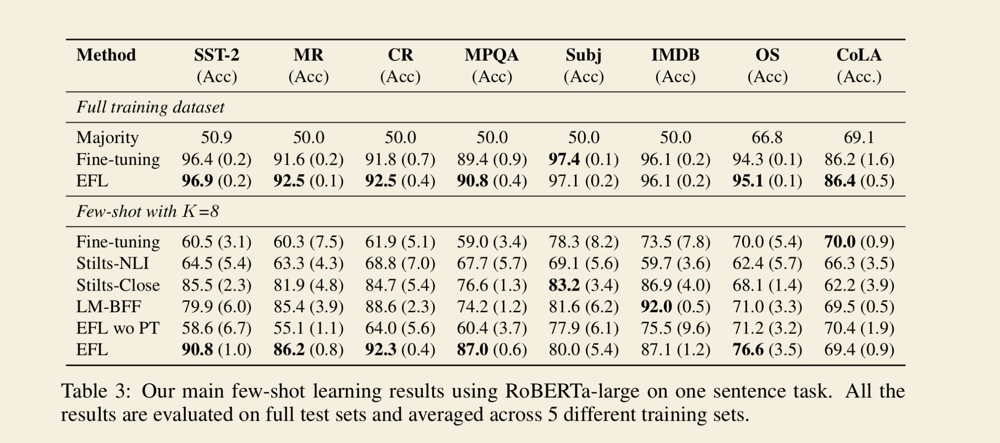 Method SST-2 MR CR MPQA Subj IMDB OS CoLA
(Acc) (Acc) (Acc) (Acc) (Acc) (Acc) (Acc) (Acc.)
Full training dataset
Majority 50.9 50.0 50.0 50.0 50.0 50.0 66.8 69.1
Fine-tuning 96.4 (0.2) 91.6 (0.2) 91.8 (0.7) 89.4 (0.9) 97.4 (0.1) 96.1 (0.2) 94.3 (0.1) 86.2 (1.6)
EFL 96.9 (0.2) 92.5 (0.1) 92.5 (0.4) 90.8 (0.4) 97.1 (0.2) 96.1 (0.2) 95.1 (0.1) 86.4 (0.5)
Few-shot with K=8
Fine-tuning 60.5 (3.1) 60.3 (7.5) 61.9 (5.1) 59.0 (3.4) 78.3 (8.2) 73.5 (7.8) 70.0 (5.4) 70.0 (0.9)
Stilts-NLI 64.5 (5.4) 63.3 (4.3) 68.8 (7.0) 67.7 (5.7) 69.1 (5.6) 59.7 (3.6) 62.4 (5.7) 66.3 (3.5)
Stilts-Close 85.5 (2.3) 81.9 (4.8) 84.7 (5.4) 76.6 (1.3) 83.2 (3.4) 86.9 (4.0) 68.1 (1.4) 62.2 (3.9)
LM-BFF 79.9 (6.0) 85.4 (3.9) 88.6 (2.3) 74.2 (1.2) 81.6 (6.2) 92.0 (0.5) 71.0 (3.3) 69.5 (0.5)
EFL wo PT 58.6 (6.7) 55.1 (1.1) 64.0 (5.6) 60.4 (3.7) 77.9 (6.1) 75.5 (9.6) 71.2 (3.2) 70.4 (1.9)
EFL 90.8 (1.0) 86.2 (0.8) 92.3 (0.4) 87.0 (0.6) 80.0 (5.4) 87.1 (1.2) 76.6 (3.5) 69.4 (0.9)
Table 3: Our main few-shot learning results using RoBERTa-large on one sentence task. All the
results are evaluated on full test sets and averaged across 5 different training sets.